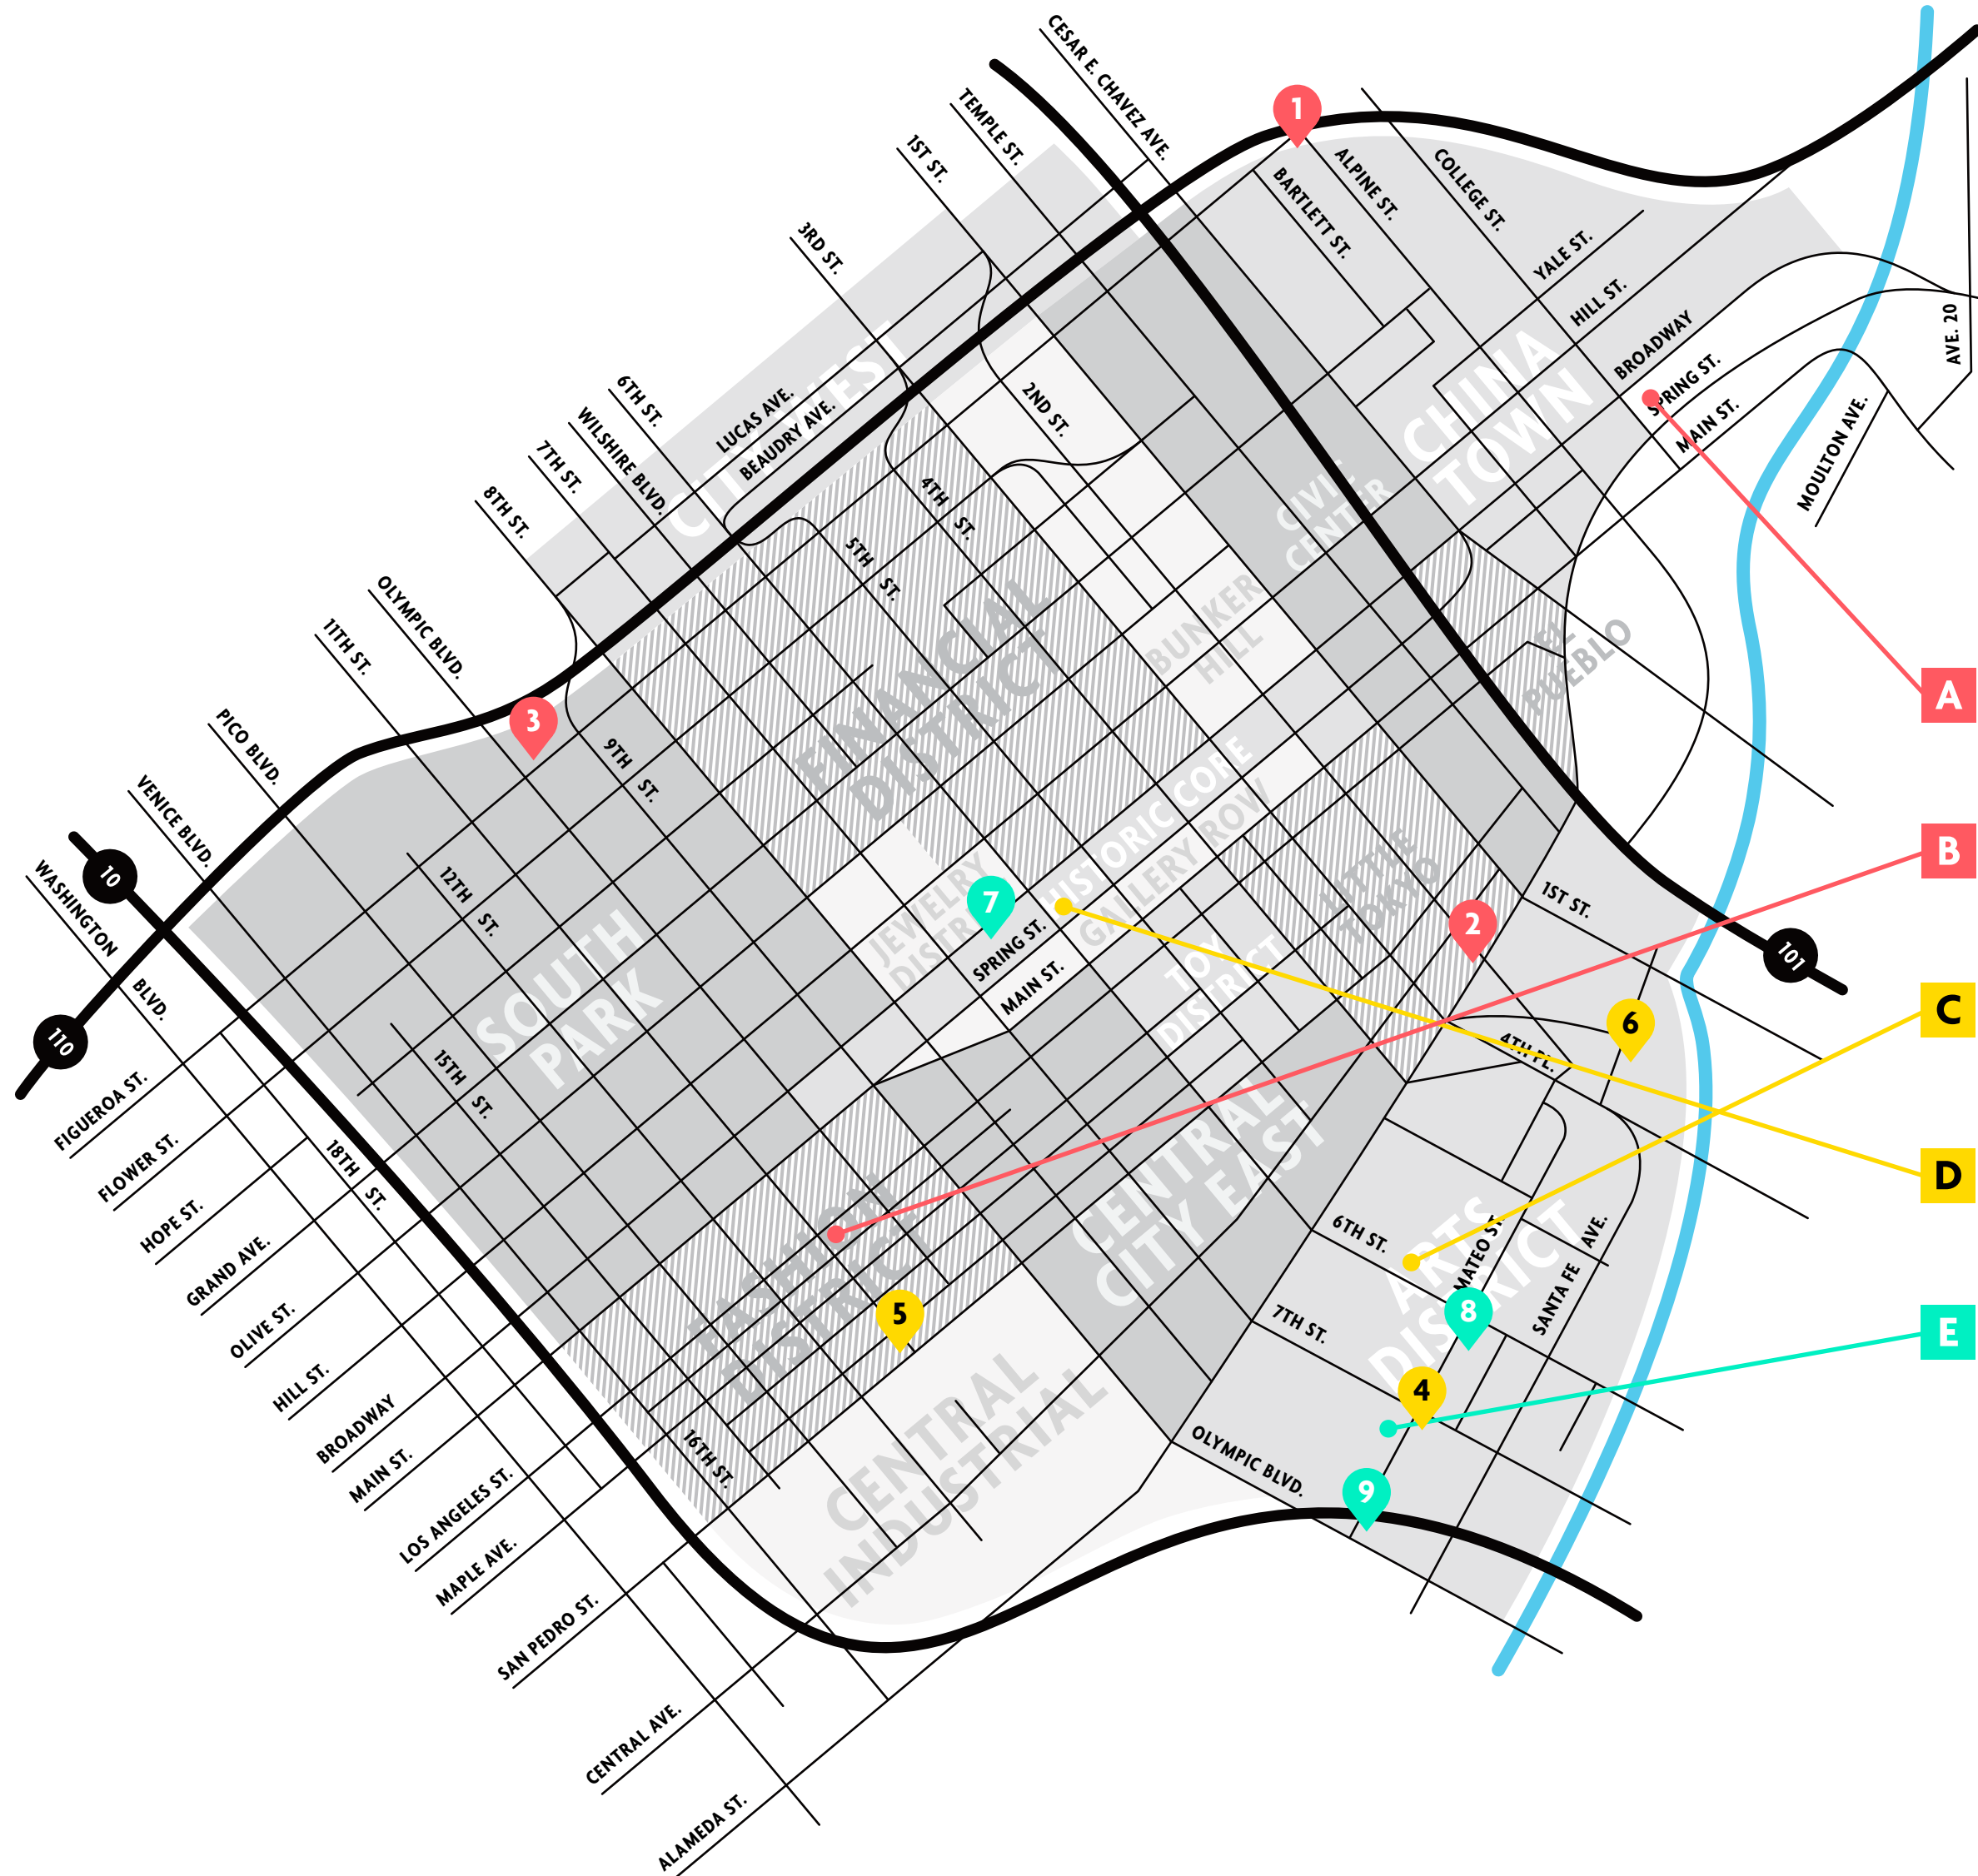 CESAR E. CHAVEZ AVE.
TEMPLE ST.
1ST ST.
3RD ST.
1
ALPINE ST.
BARTLETT ST.
COLLEGE ST.
YALE ST.
HILL ST.
BROADWAY
SPRING ST.
MAIN ST.
AVE. 20
MOULTON AVE.
CHINA
TOWN
2ND ST.
LUCAS AVE.
BEAUDRY AVE.
CITY WEST
6TH ST.
WILSHIRE BLVD.
7TH ST.
8TH ST.
4TH ST.
5TH ST.
CIVIC
CENTER
BUNKER
HILL
EL
PUEBLO
FINANCIAL
DISTRICT
OLYMPIC BLVD.
11TH ST.
3
9TH ST.
PICO BLVD.
VENICE BLVD.
10
WASHINGTON BLVD.
110
12TH ST.
15TH ST.
SOUTH
PARK
HISTORIC CORE
GALLERY ROW
JEWELRY
DISTRICT
7
SPRING ST.
MAIN ST.
TOY
DISTRICT
LITTLE
TOKYO
2
1ST ST.
101
A
B
C
D
E
6
4TH PL.
CENTRAL
CITY EAST
FIGUEROA ST.
FLOWER ST.
HOPE ST.
GRAND AVE.
OLIVE ST.
HILL ST.
BROADWAY
MAIN ST.
LOS ANGELES ST.
MAPLE AVE.
SAN PEDRO ST.
CENTRAL AVE.
ALAMEDA ST.
18TH ST.
16TH ST.
FASHION
DISTRICT
5
CENTRAL
INDUSTRIAL
6TH ST.
7TH ST.
OLYMPIC BLVD.
ARTS
DISTRICT
MATEO ST.
SANTA FE AVE.
8
4
9